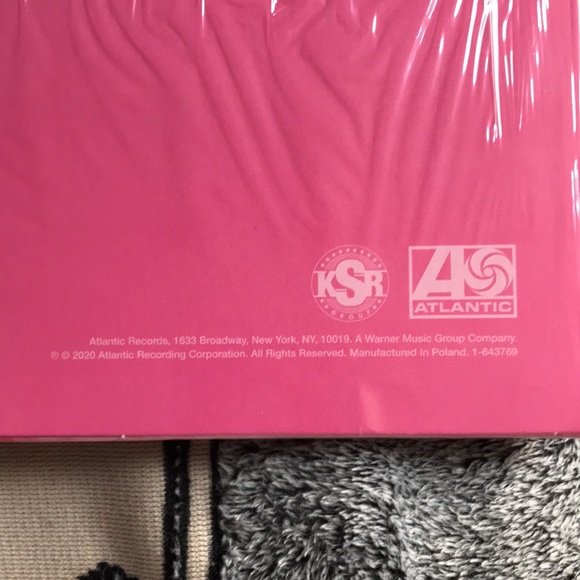 KSR
GROUP
ATLANTIC
Atlantic Records, 1633 Broadway, New York, NY, 10019. A Warner Music Group Company.
℗ © 2020 Atlantic Recording Corporation. All Rights Reserved. Manufactured In Poland. 1-643769